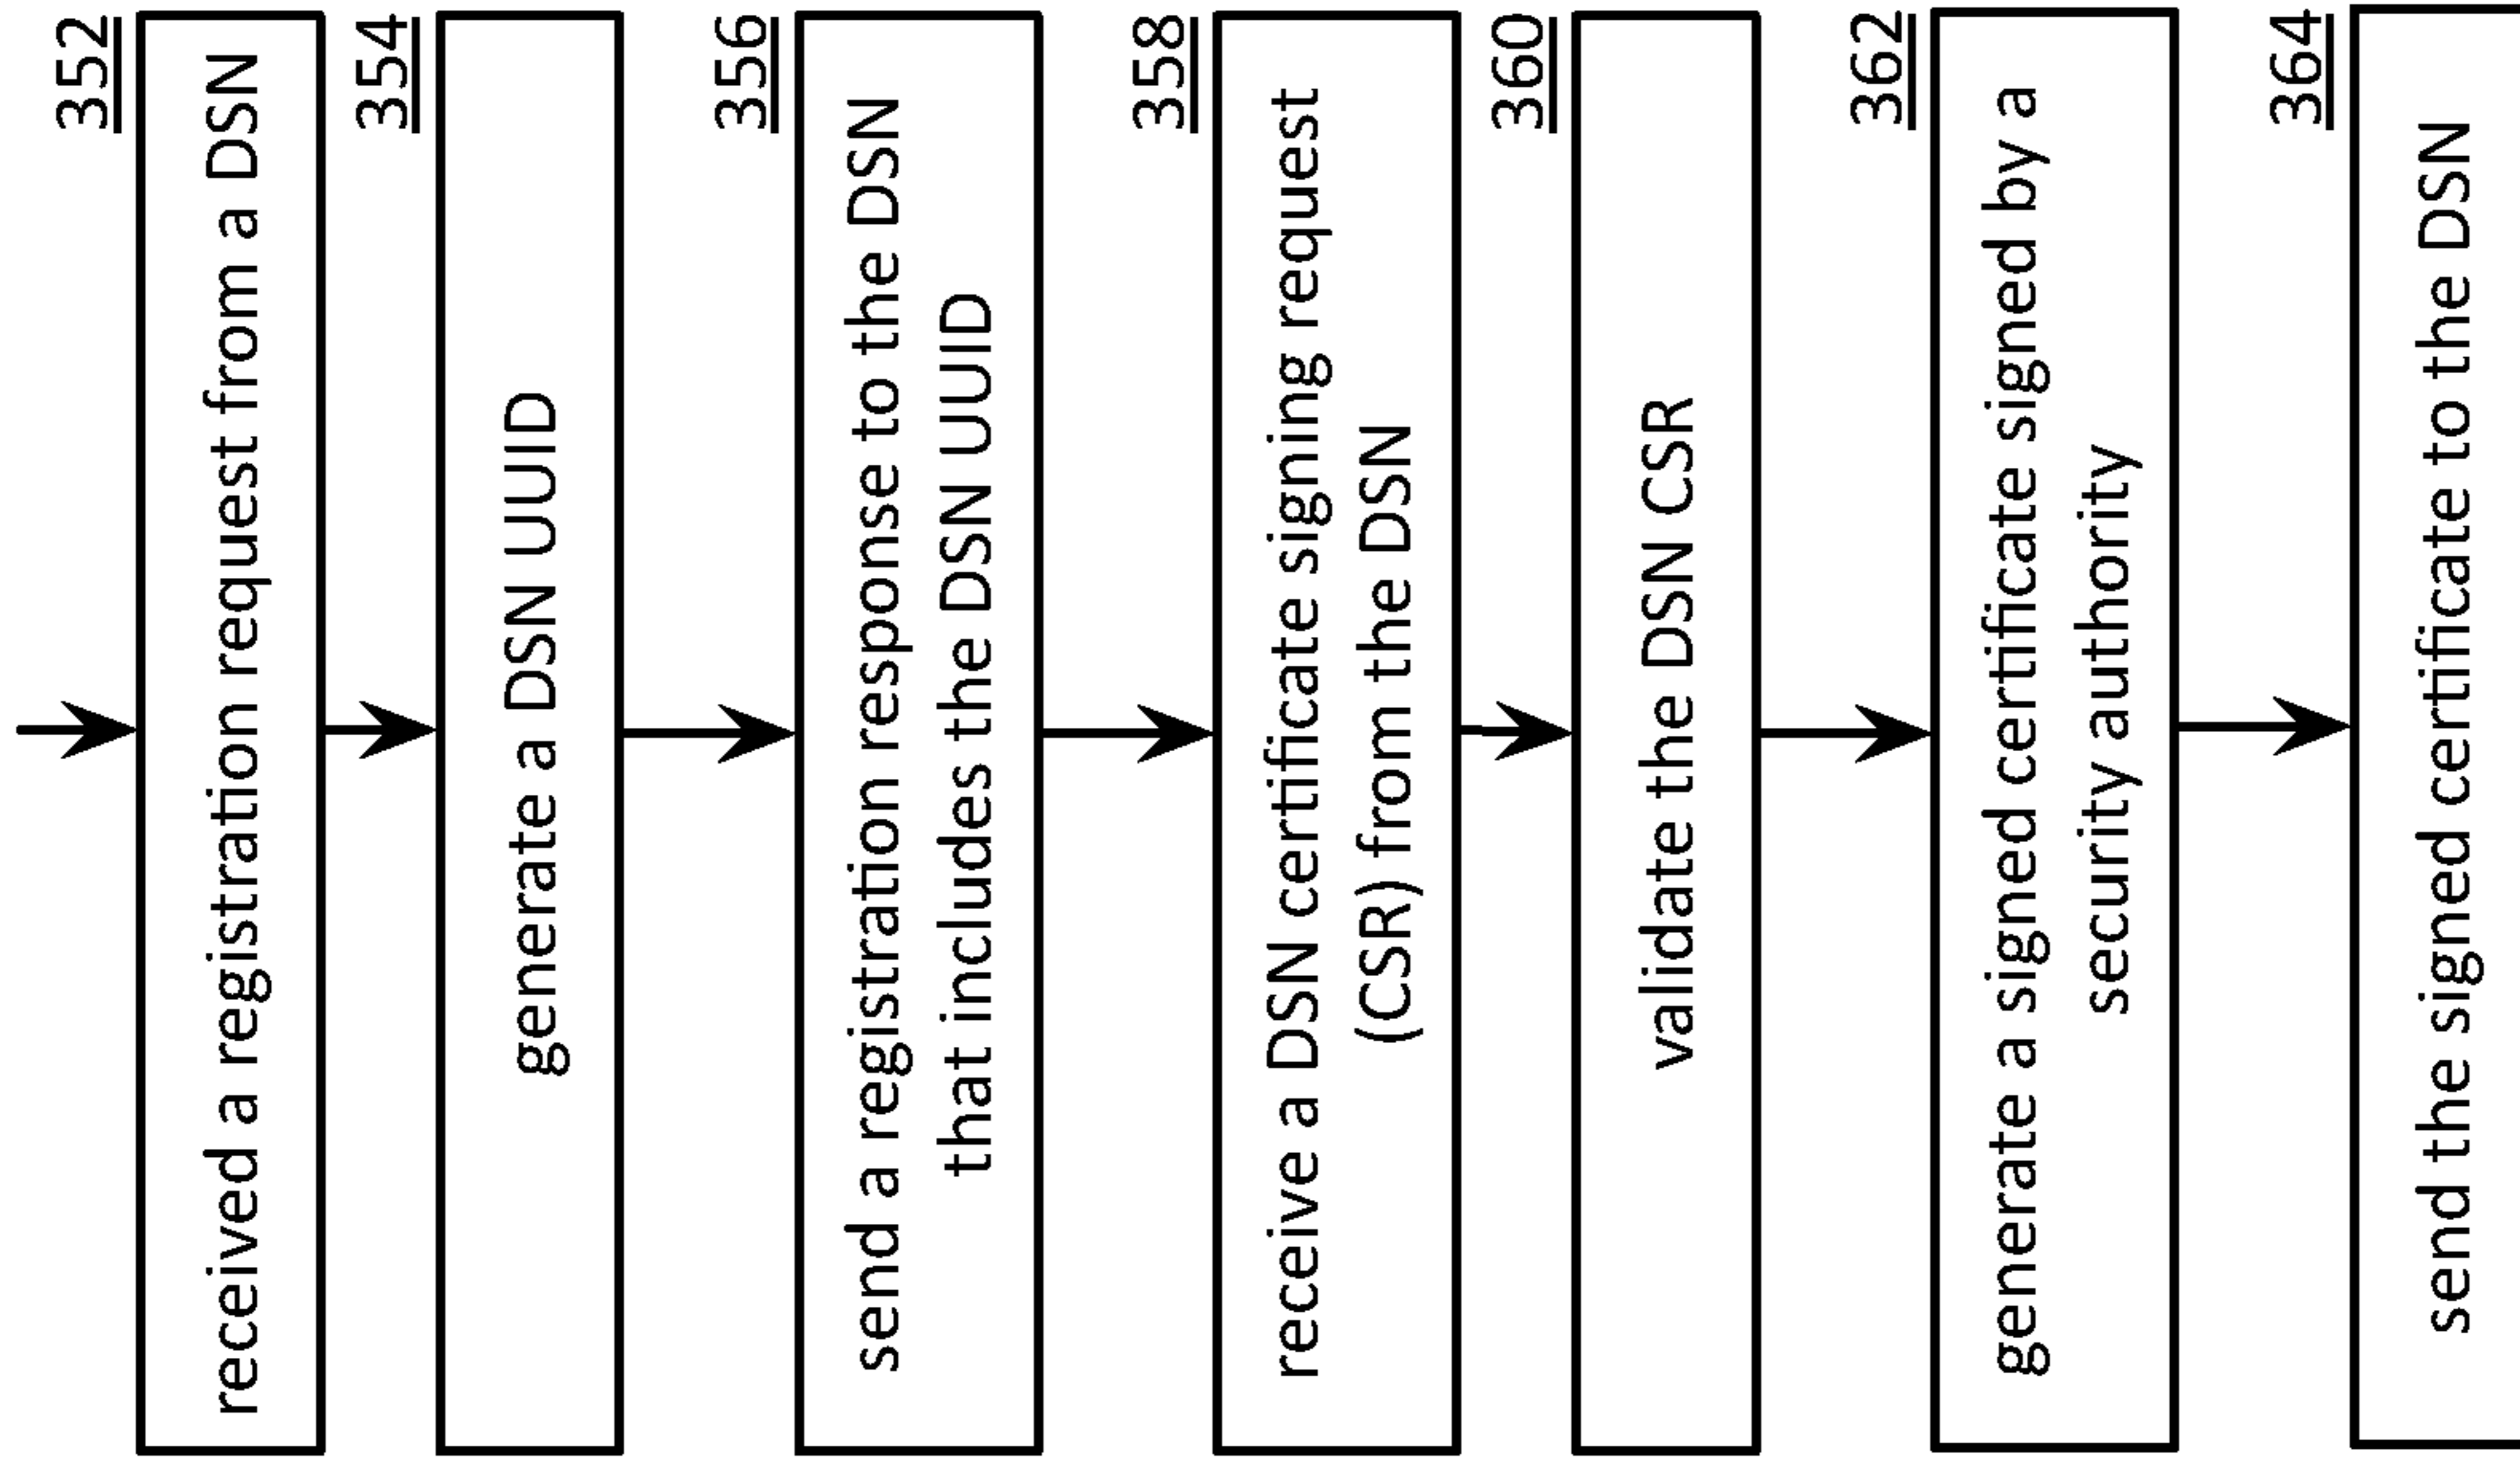 352
received a registration request from a DSN
354
generate a DSN UUID
356
send a registration response to the DSN
that includes the DSN UUID
358
receive a DSN certificate signing request
(CSR) from the DSN
360
validate the DSN CSR
362
generate a signed certificate signed by a
security authority
364
send the signed certificate to the DSN